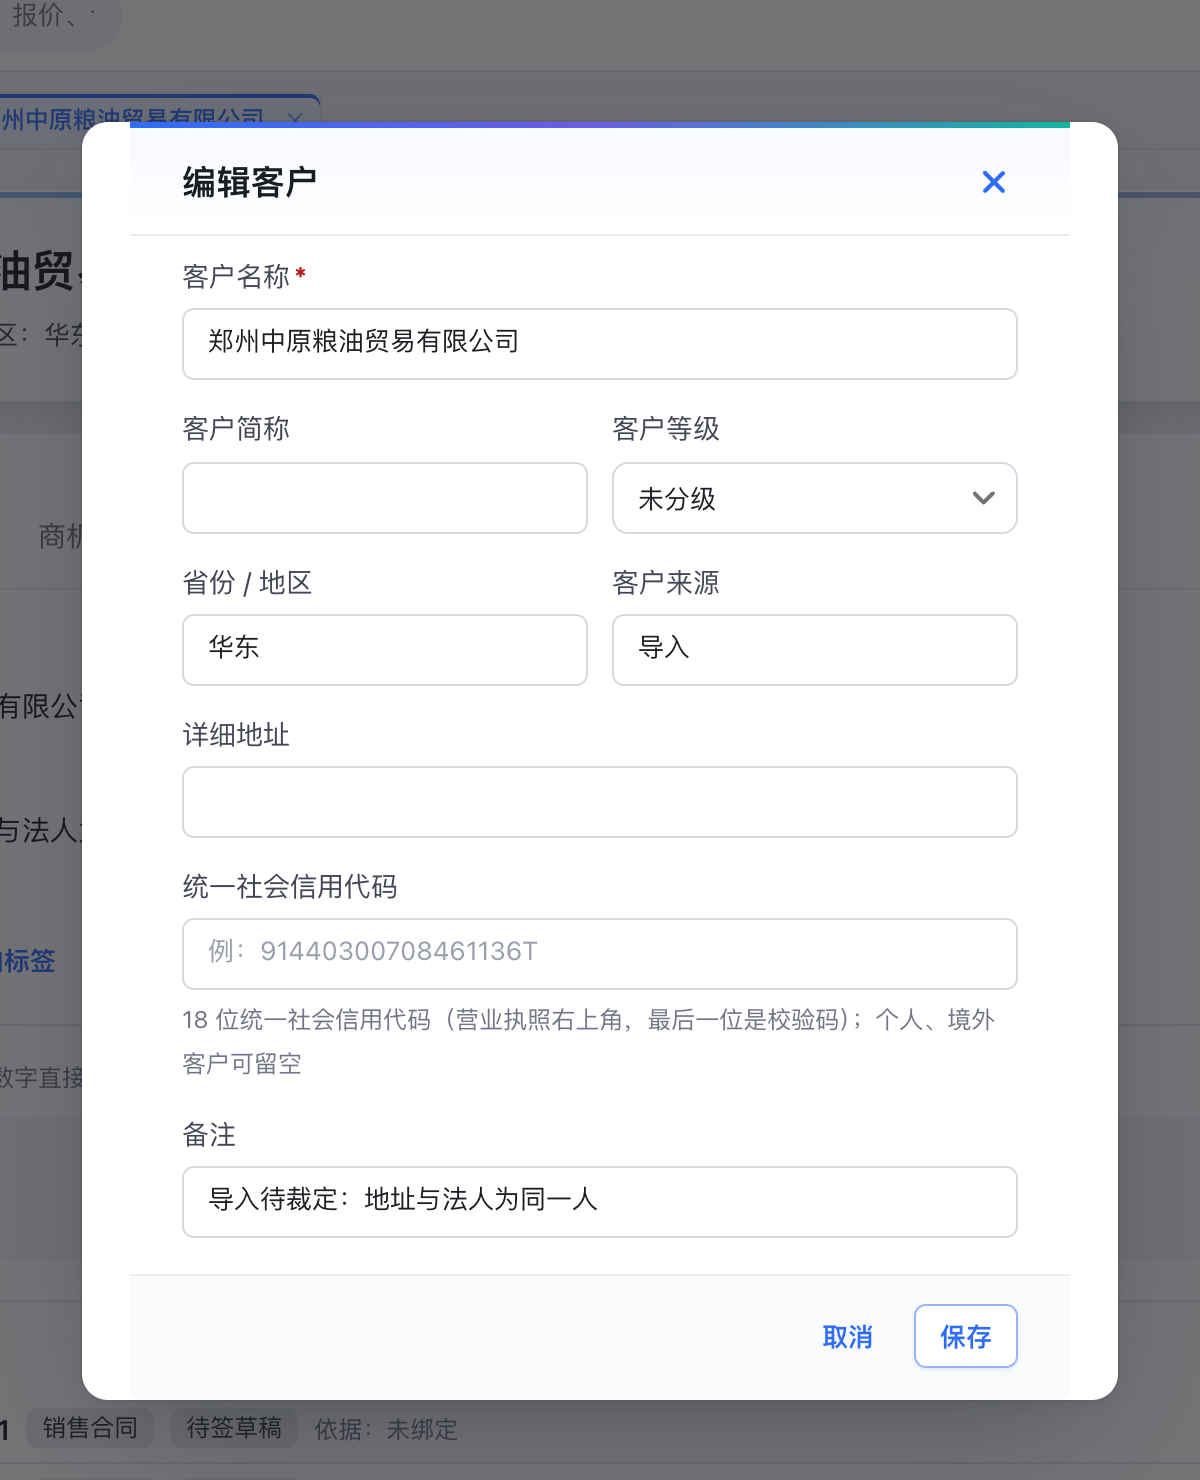 报价、
州中原粮油贸易有限公司
编辑客户
油贸
区：华东
客户名称*
郑州中原粮油贸易有限公司
客户简称
客户等级
未分级
商机
省份 / 地区
客户来源
华东
导入
有限公
详细地址
与法人
统一社会信用代码
标签
例：91440300708461136T
18 位统一社会信用代码（营业执照右上角，最后一位是校验码）；个人、境外
客户可留空
数字直接
备注
导入待裁定：地址与法人为同一人
取消
保存
1 销售合同 待签草稿 依据：未绑定